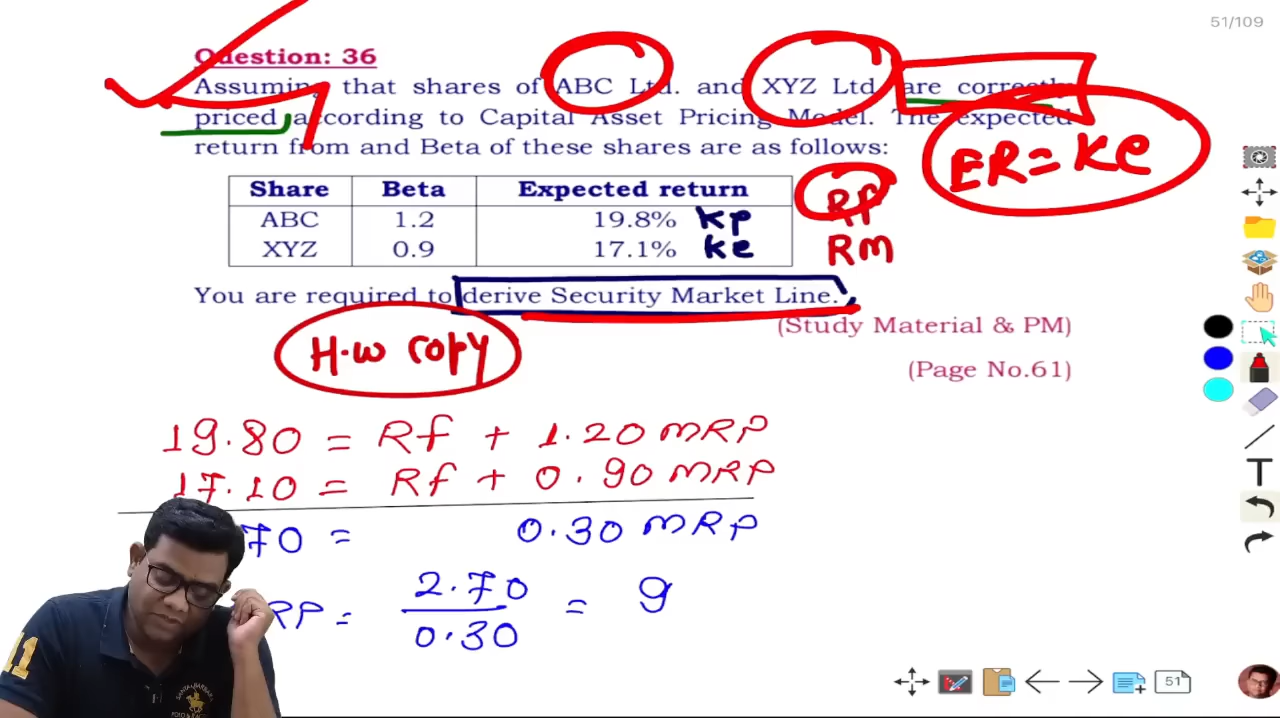 51/109
Question: 36
Assuming that shares of ABC Ltd. and XYZ Ltd are correctly
priced according to Capital Asset Pricing Model. The expected
return from and Beta of these shares are as follows:
ER = Ke
Share Beta Expected return
ABC 1.2 19.8% kp Rf
XYZ 0.9 17.1% ke Rm
You are required to derive Security Market Line.
(Study Material & PM)
H.w copy
(Page No.61)
19.80 = Rf + 1.20 MRP
17.10 = Rf + 0.90 MRP
70 = 0.30 MRP
RP = 2.70 / 0.30 = 9
11
T
51